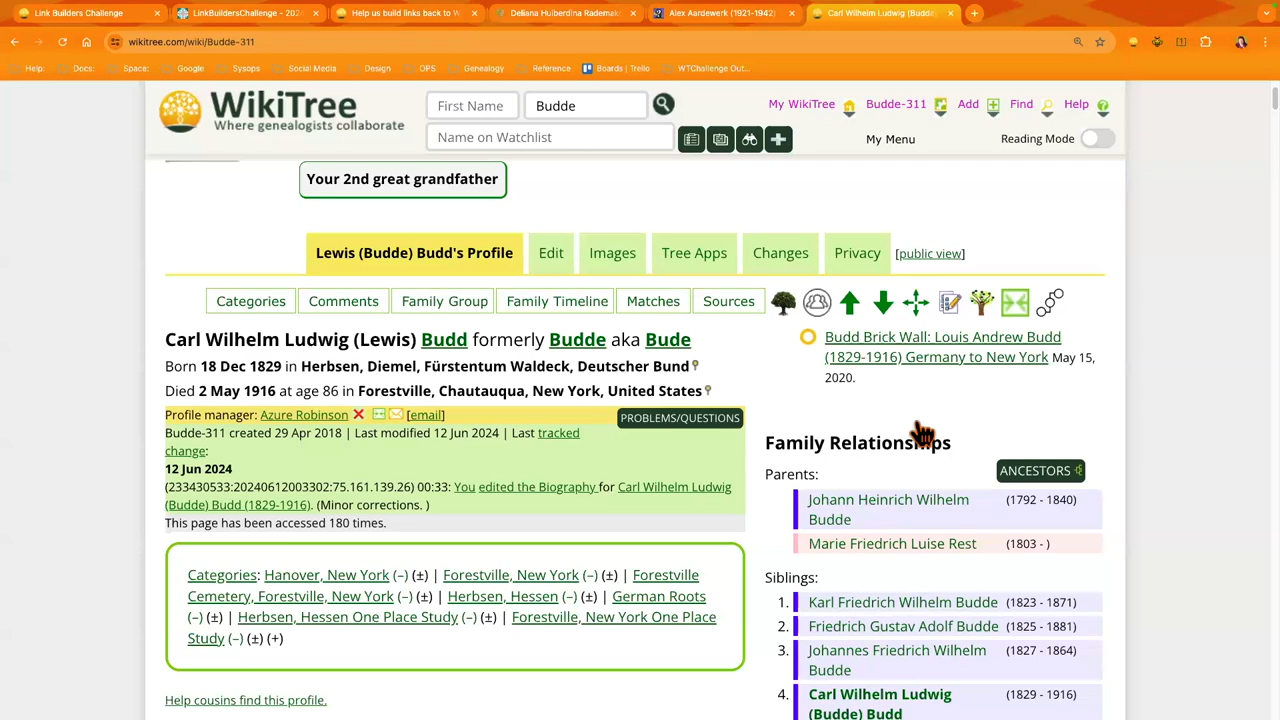 Link Builders Challenge
LinkBuildersChallenge - 202
Help us build links back to W
Deliana Huiberdina Rademak
Alex Aardewerk (1921-1942)
Carl Wilhelm Ludwig (Budde
wikitree.com/wiki/Budde-311
Help:
Docs:
Space:
Google
Sysops
Social Media
Design
DPS
Genealogy
Reference
Boards | Trello
WTChallenge Out...
WikiTree
Where genealogists collaborate
First Name
Budde
Name on Watchlist
My WikiTree
Budde-311
Add
Find
Help
My Menu
Reading Mode
Your 2nd great grandfather
Lewis (Budde) Budd's Profile
Edit
Images
Tree Apps
Changes
Privacy
[public view]
Categories
Comments
Family Group
Family Timeline
Matches
Sources
Carl Wilhelm Ludwig (Lewis) Budd formerly Budde aka Bude
Born 18 Dec 1829 in Herbsen, Diemel, Fürstentum Waldeck, Deutscher Bund
Died 2 May 1916 at age 86 in Forestville, Chautauqua, New York, United States
Profile manager: Azure Robinson [email]
PROBLEMS/QUESTIONS
Budde-311 created 29 Apr 2018 | Last modified 12 Jun 2024 | Last tracked
change:
12 Jun 2024
(233430533:20240612003302:75.161.139.26) 00:33: You edited the Biography for Carl Wilhelm Ludwig
(Budde) Budd (1829-1916). (Minor corrections. )
This page has been accessed 180 times.
Categories: Hanover, New York (−) (±) | Forestville, New York (−) (±) | Forestville
Cemetery, Forestville, New York (−) (±) | Herbsen, Hessen (−) (±) | German Roots
(−) (±) | Herbsen, Hessen One Place Study (−) (±) | Forestville, New York One Place
Study (−) (±) (+)
Help cousins find this profile.
Budd Brick Wall: Louis Andrew Budd
(1829-1916) Germany to New York May 15,
2020.
Family Relationships
Parents:
ANCESTORS
Johann Heinrich Wilhelm
Budde
(1792 - 1840)
Marie Friedrich Luise Rest (1803 - )
Siblings:
1. Karl Friedrich Wilhelm Budde (1823 - 1871)
2. Friedrich Gustav Adolf Budde (1825 - 1881)
3. Johannes Friedrich Wilhelm
Budde
(1827 - 1864)
4. Carl Wilhelm Ludwig
(Budde) Budd
(1829 - 1916)